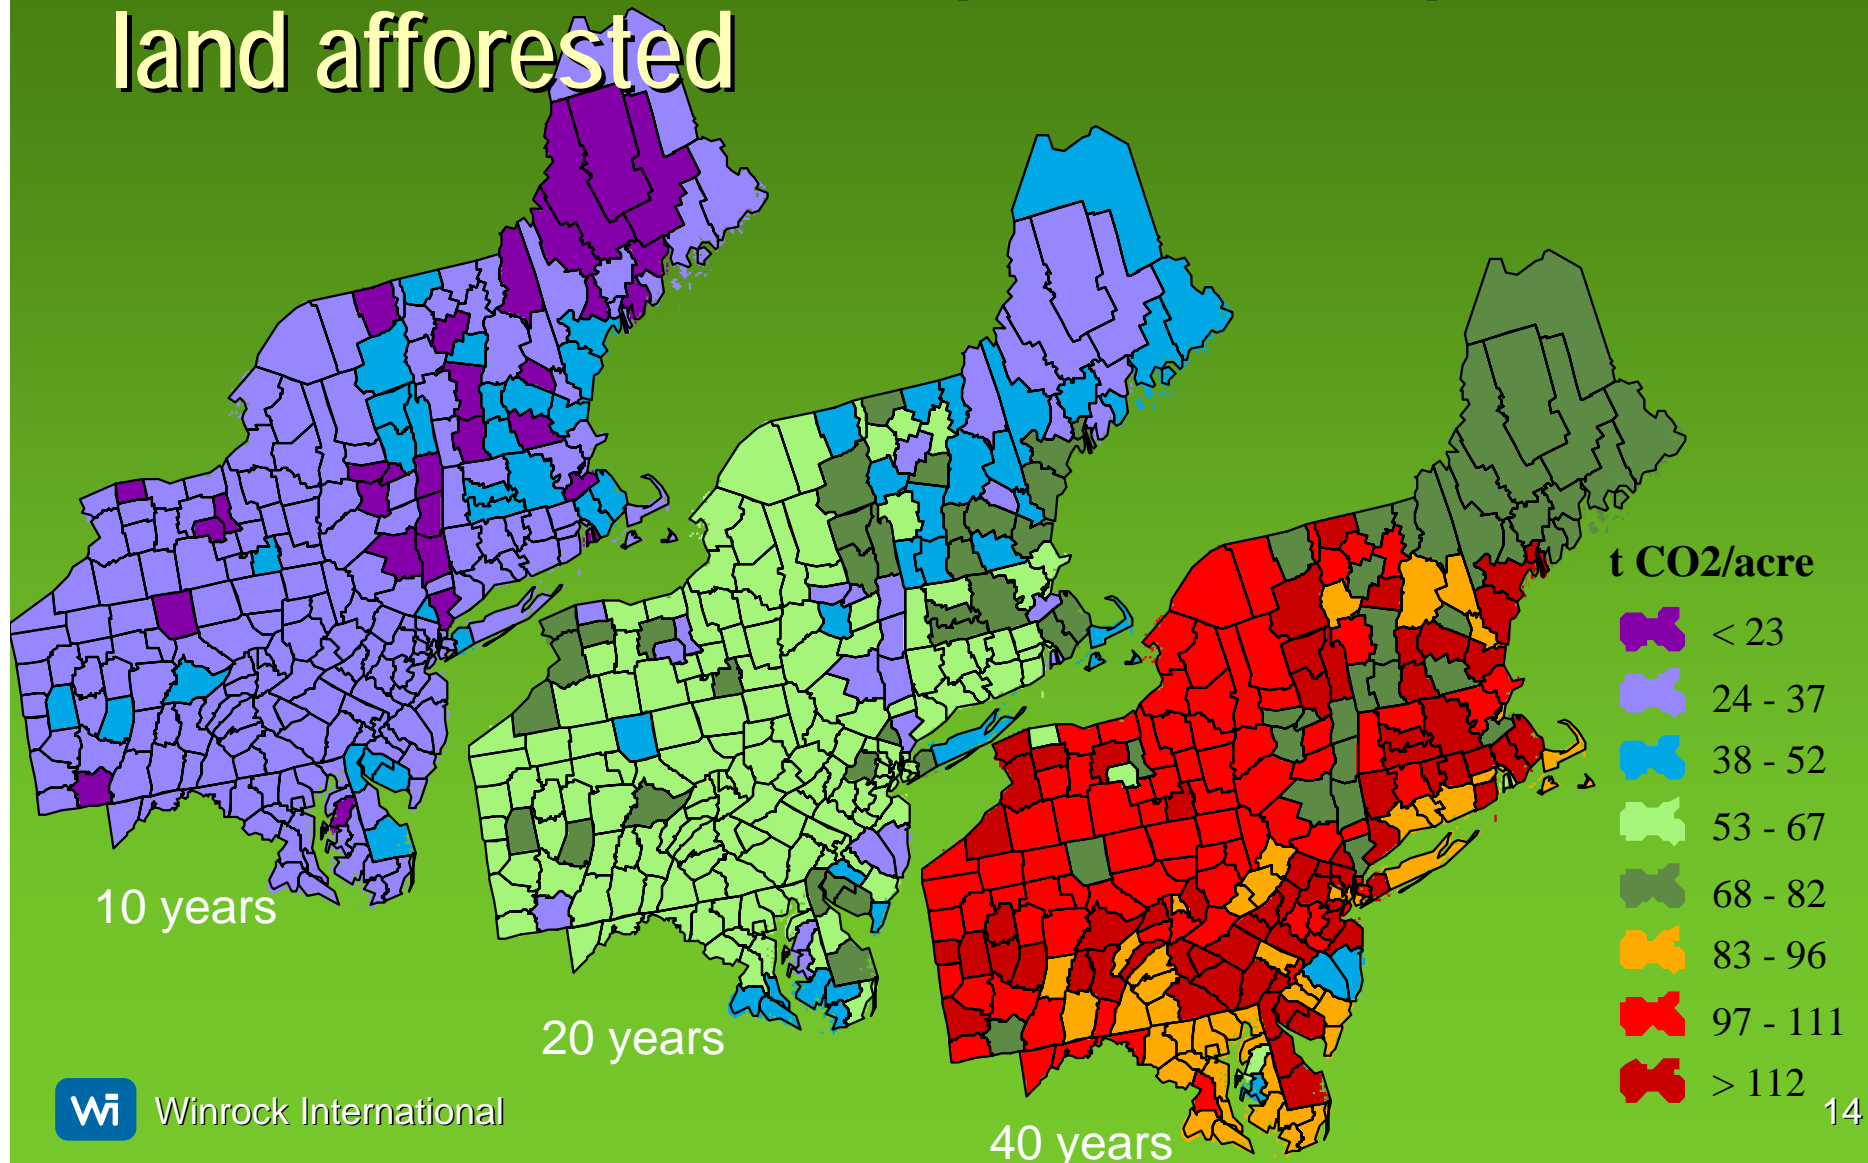 land afforested
t CO2/acre
< 23
24 - 37
38 - 52
53 - 67
68 - 82
83 - 96
97 - 111
> 112
10 years
20 years
40 years
Wi Winrock International
14